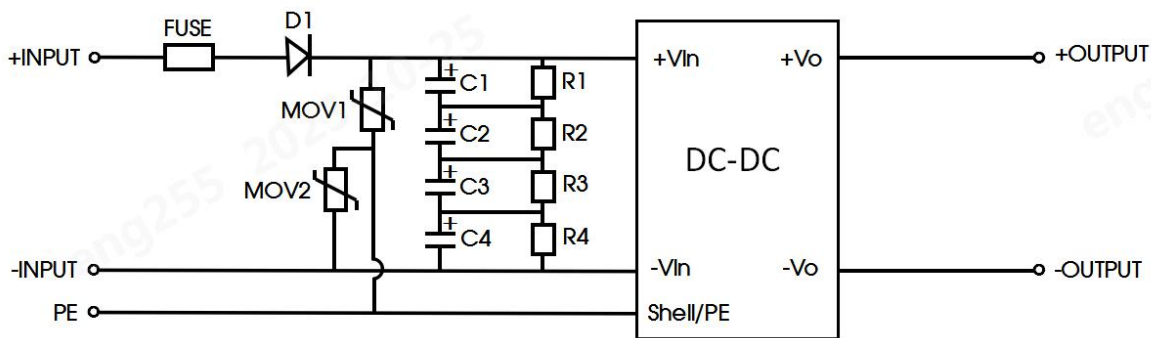 FUSE
D1
+INPUT
+VIn
+Vo
+OUTPUT
C1
R1
MOV1
C2
R2
DC-DC
MOV2
C3
R3
C4
R4
-INPUT
-VIn
-Vo
-OUTPUT
PE
Shell/PE